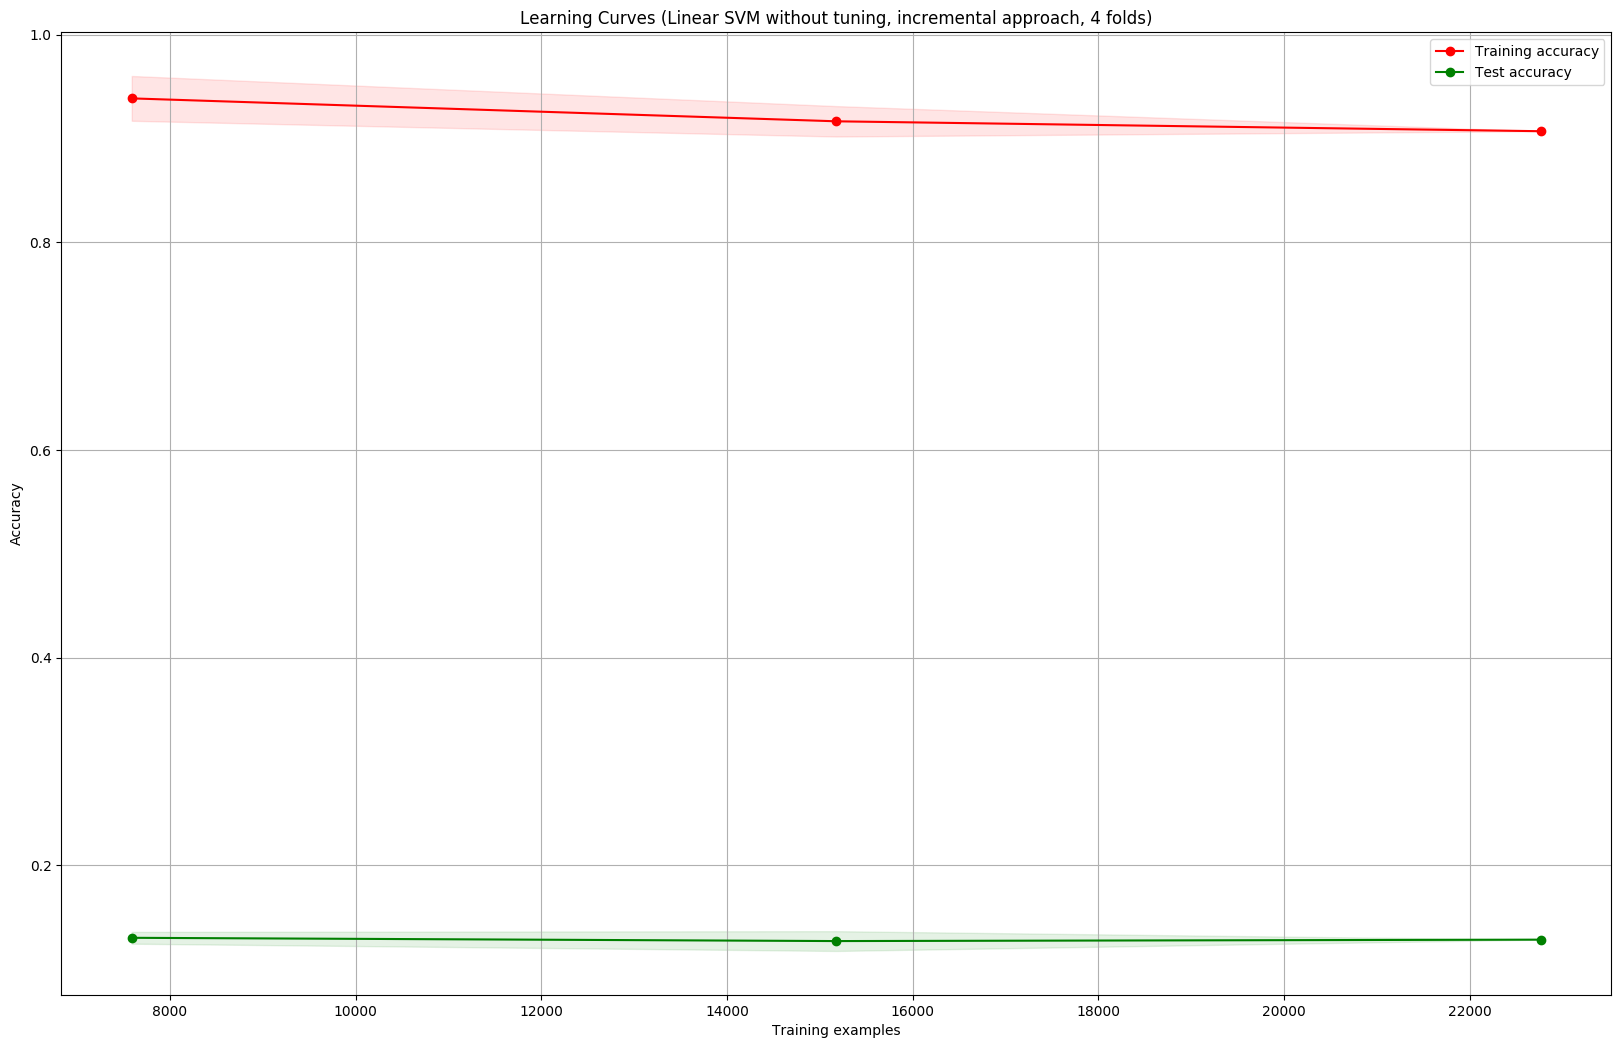 Learning Curves (Linear SVM without tuning, incremental approach, 4 folds)
Training accuracy
Test accuracy
1.0
0.8
0.6
0.4
0.2
Accuracy
8000 10000 12000 14000 16000 18000 20000 22000
Training examples